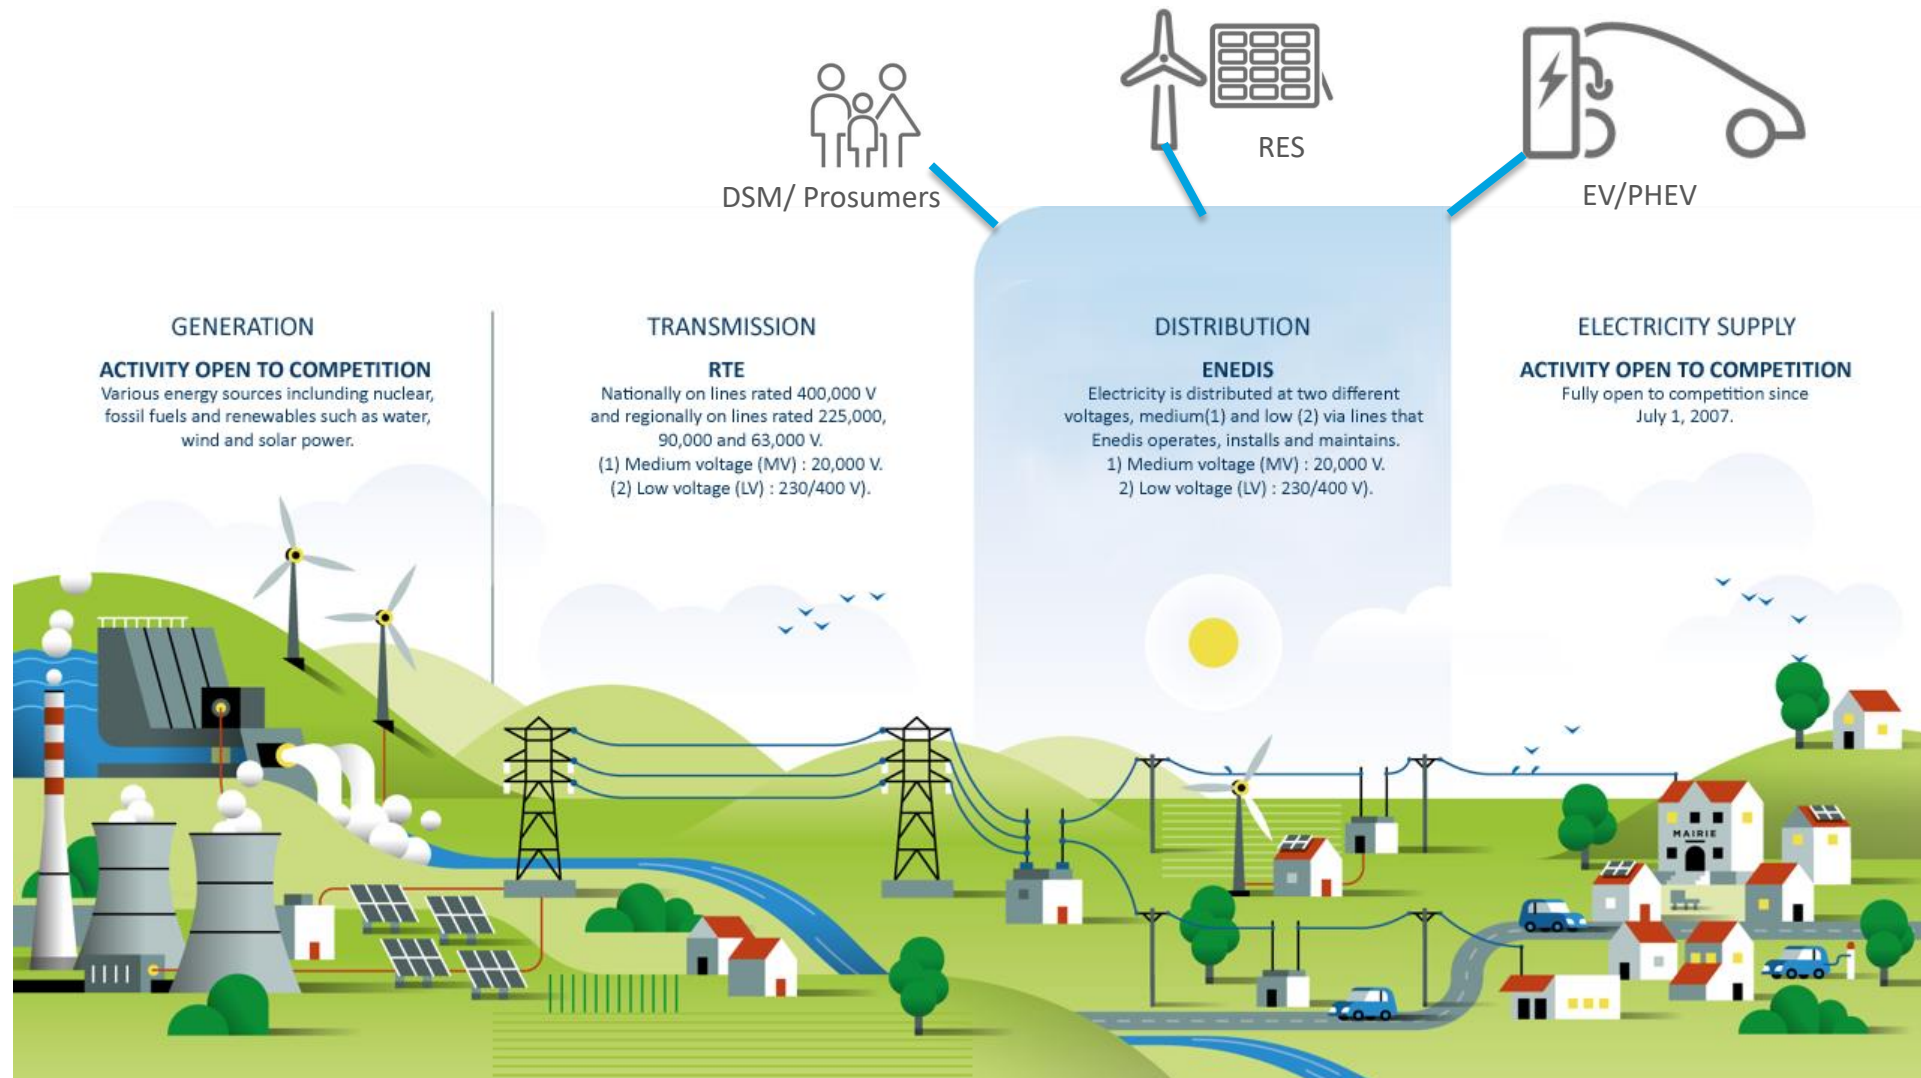 DSM/ Prosumers
RES
EV/PHEV
GENERATION
ACTIVITY OPEN TO COMPETITION
Various energy sources inclunding nuclear,
fossil fuels and renewables such as water,
wind and solar power.
TRANSMISSION
RTE
Nationally on lines rated 400,000 V
and regionally on lines rated 225,000,
90,000 and 63,000 V.
(1) Medium voltage (MV) : 20,000 V.
(2) Low voltage (LV) : 230/400 V).
DISTRIBUTION
ENEDIS
Electricity is distributed at two different
voltages, medium(1) and low (2) via lines that
Enedis operates, installs and maintains.
1) Medium voltage (MV) : 20,000 V.
2) Low voltage (LV) : 230/400 V).
ELECTRICITY SUPPLY
ACTIVITY OPEN TO COMPETITION
Fully open to competition since
July 1, 2007.
MAIRIE